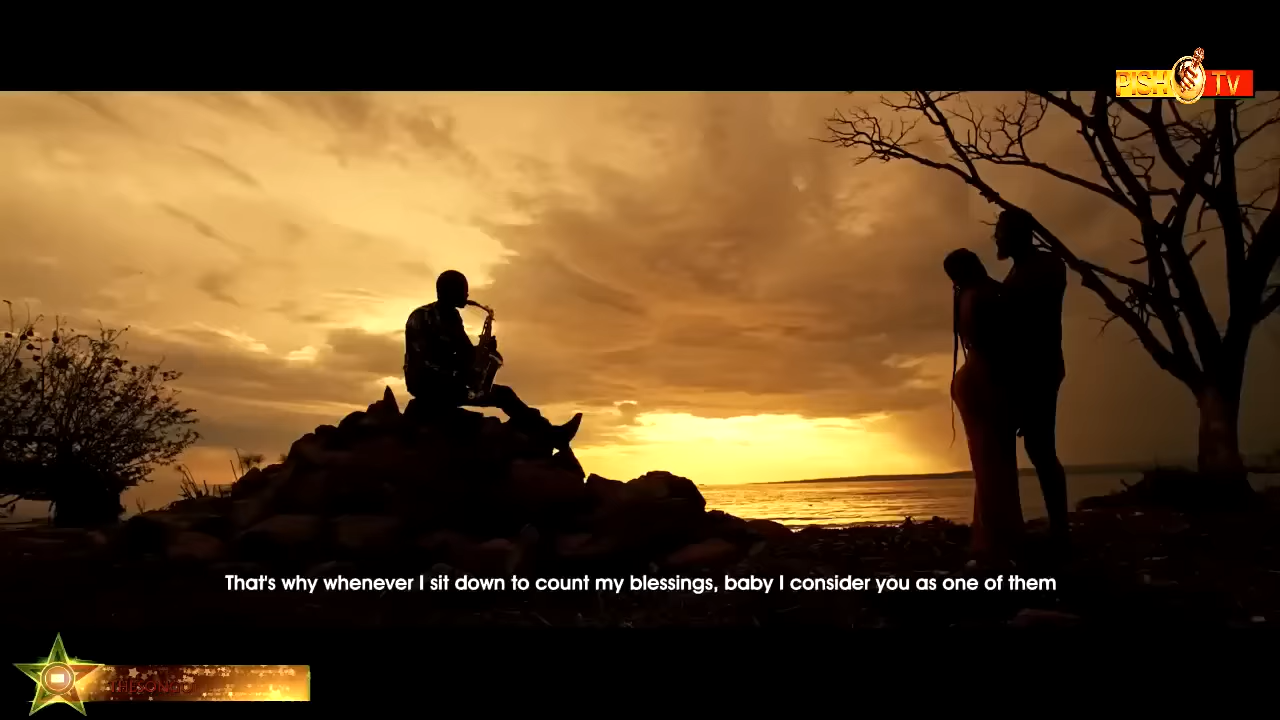 PISH TV
That's why whenever I sit down to count my blessings, baby I consider you as one of them